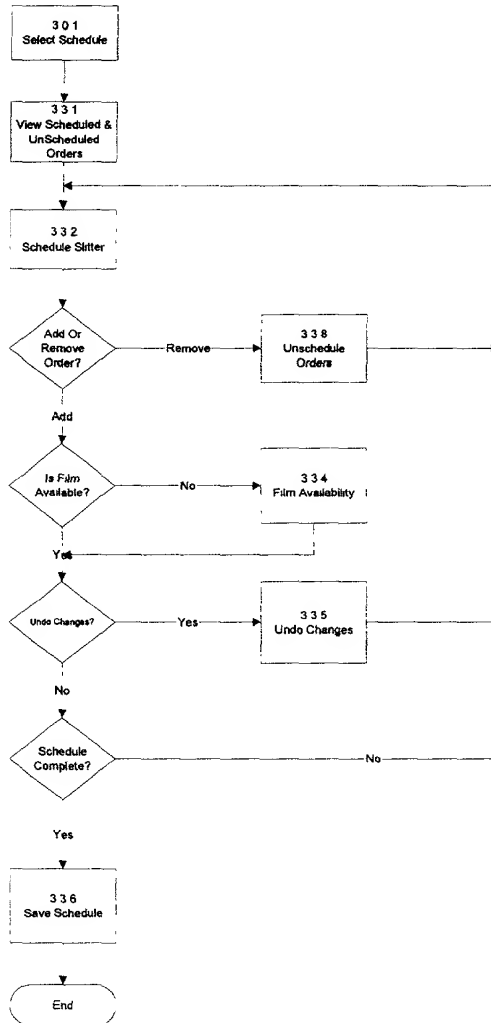 3 0 1
Select Schedule
3 3 1
View Scheduled &
UnScheduled
Orders
3 3 2
Schedule Slitter
Add Or
Remove
Order?
Remove
3 3 8
Unschedule
Orders
Add
Is Film
Available?
No
3 3 4
Film Availability
Yes
Undo Changes?
Yes
3 3 5
Undo Changes
No
Schedule
Complete?
No
Yes
3 3 6
Save Schedule
End